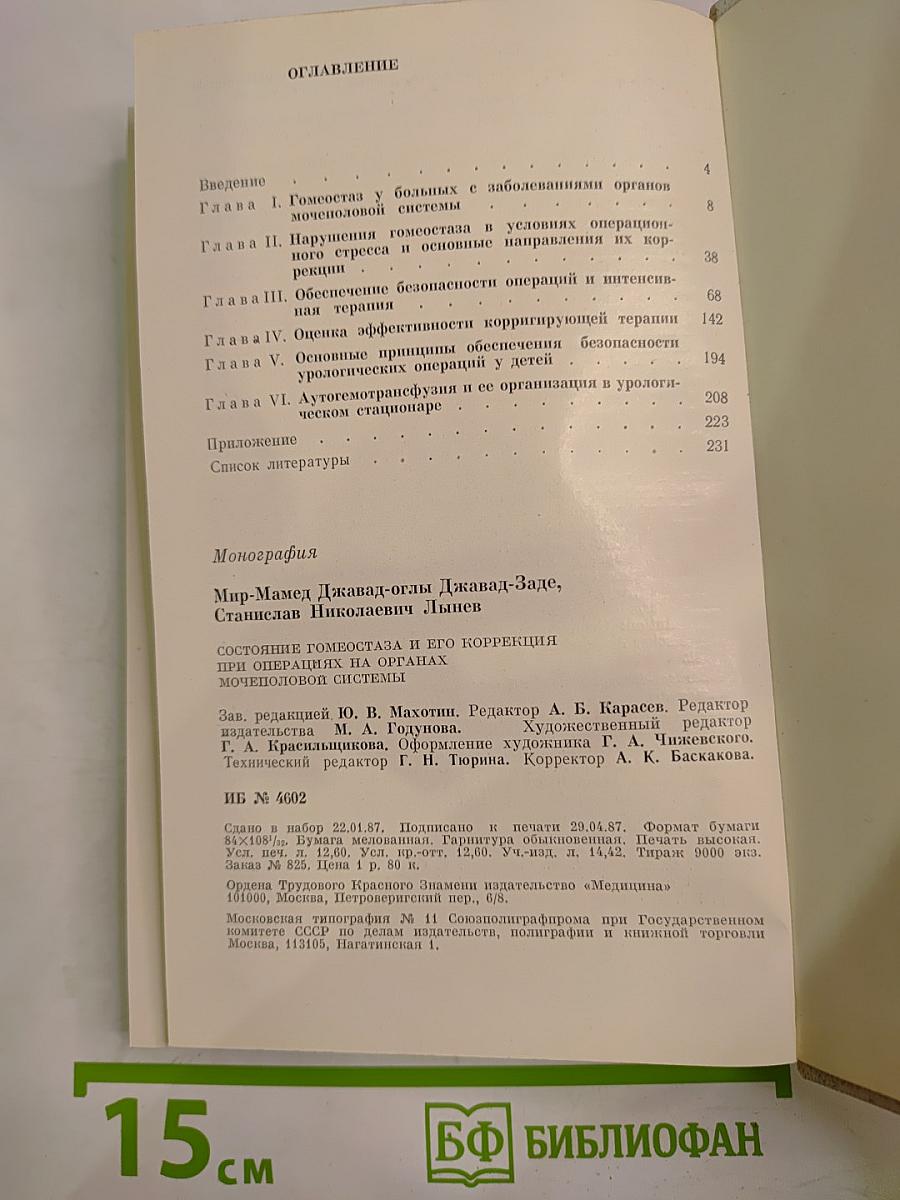 ОГЛАВЛЕНИЕ
Введение . . . . . . . . . . . . . 4
Глава I. Гомеостаз у больных с заболеваниями органов
мочеполовой системы . . . . . . . 8
Глава II. Нарушения гомеостаза в условиях операцион-
ного стресса и основные направления их кор-
рекции . . . . . . . . . . . 38
Глава III. Обеспечение безопасности операций и интенсив-
ная терапия . . . . . . . . . 68
Глава IV. Оценка эффективности корригирующей терапии 142
Глава V. Основные принципы обеспечения безопасности
урологических операций у детей . . . . . 194
Глава VI. Аутогемотрансфузия и ее организация в урологи-
ческом стационаре . . . . . . . . 208
Приложение . . . . . . . . . . . . . 223
Список литературы . . . . . . . . . . . 231
Монография
Мир-Мамед Джавад-оглы Джавад-Заде,
Станислав Николаевич Лынев
СОСТОЯНИЕ ГОМЕОСТАЗА И ЕГО КОРРЕКЦИЯ
ПРИ ОПЕРАЦИЯХ НА ОРГАНАХ
МОЧЕПОЛОВОЙ СИСТЕМЫ
Зав. редакцией Ю. В. Махотин. Редактор А. Б. Карасев. Редактор
издательства М. А. Годунова. Художественный редактор
Г. А. Красильщикова. Оформление художника Г. А. Чижевского.
Технический редактор Г. Н. Тюрина. Корректор А. К. Баскакова.
ИБ № 4602
Сдано в набор 22.01.87. Подписано к печати 29.04.87. Формат бумаги
84×108¹/₃₂. Бумага мелованная. Гарнитура обыкновенная. Печать высокая.
Усл. печ. л. 12,60. Усл. кр.-отт. 12,60. Уч.-изд. л. 14,42. Тираж 9000 экз.
Заказ № 825. Цена 1 р. 80 к.
Ордена Трудового Красного Знамени издательство «Медицина»
101000, Москва, Петроверигский пер., 6/8.
Московская типография № 11 Союзполиграфпрома при Государственном
комитете СССР по делам издательств, полиграфии и книжной торговли
Москва, 113105, Нагатинская 1.
15 см
БФ БИБЛИОФАН